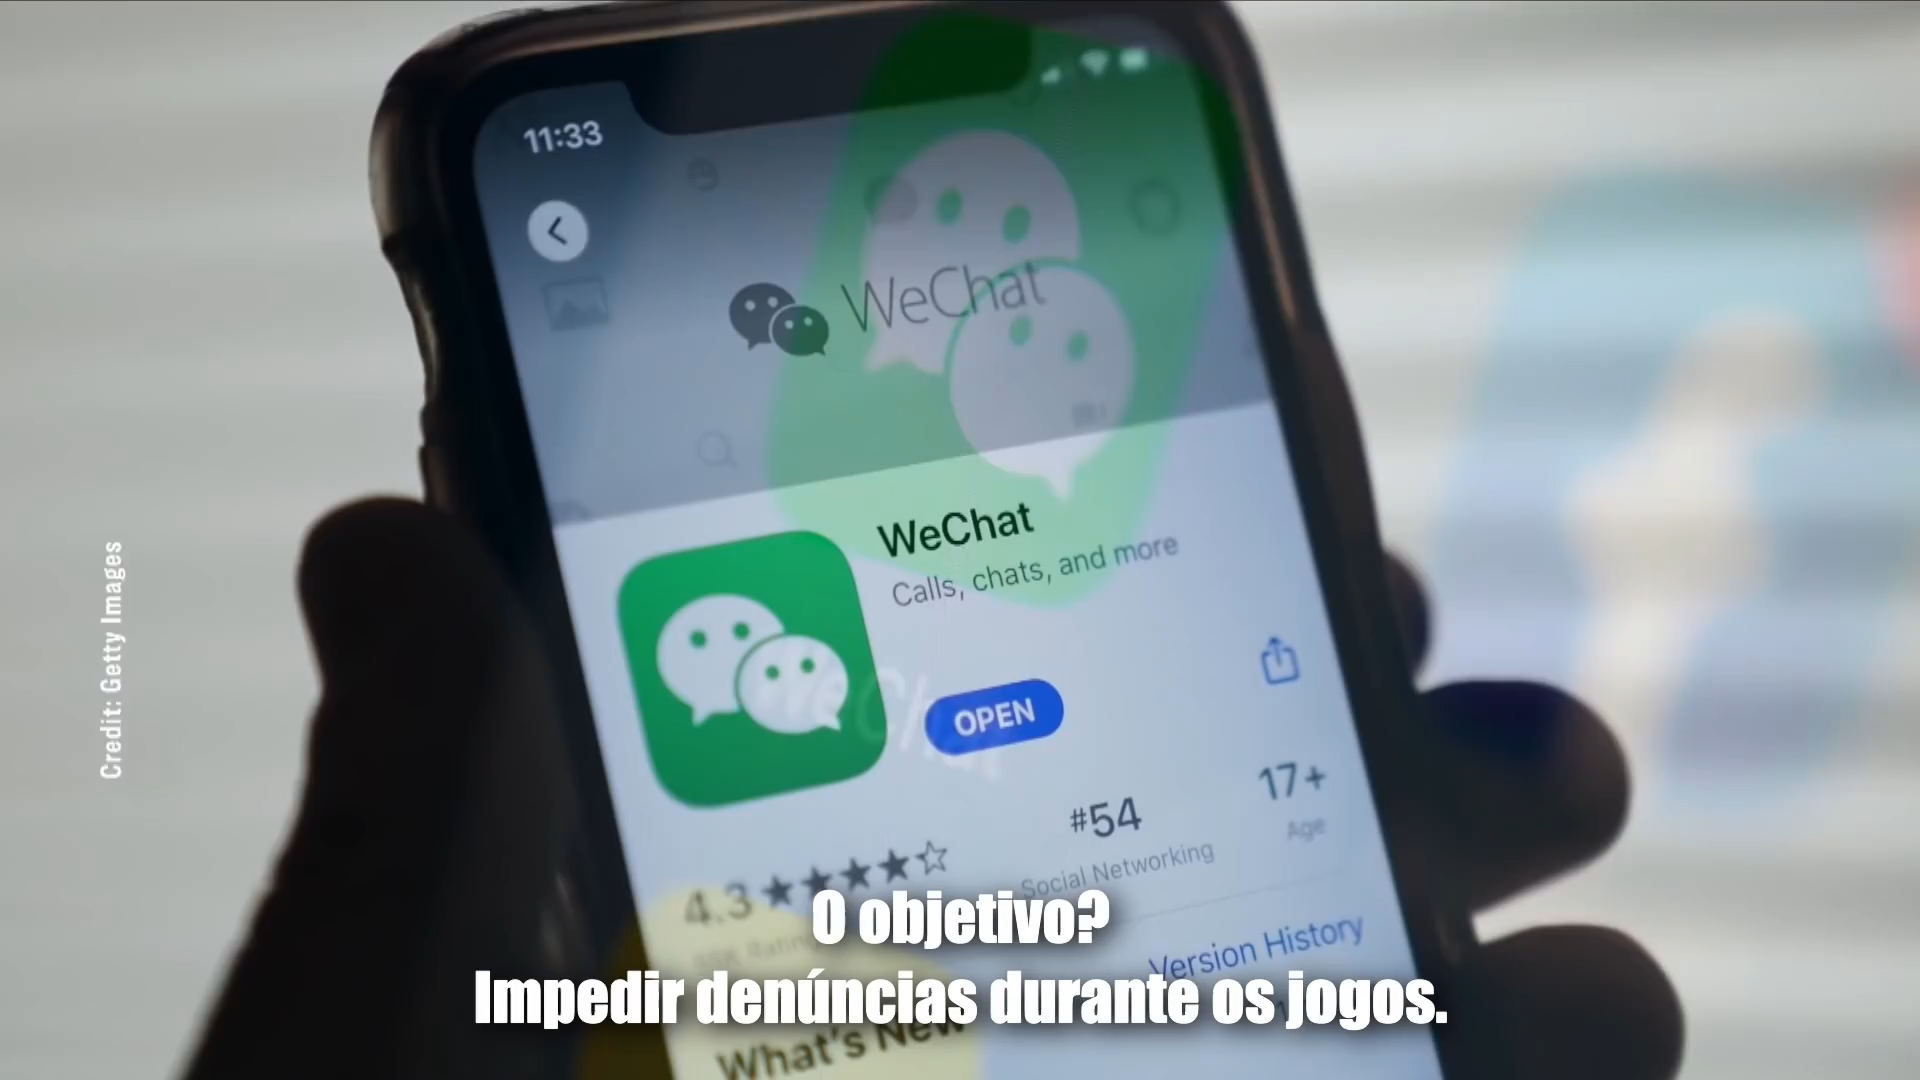 11:33
WeChat
WeChat
Calls, chats, and more
OPEN
#54
17+
Age
Social Networking
4.3
Version History
What's New
O objetivo?
Impedir denúncias durante os jogos.
Credit: Getty Images